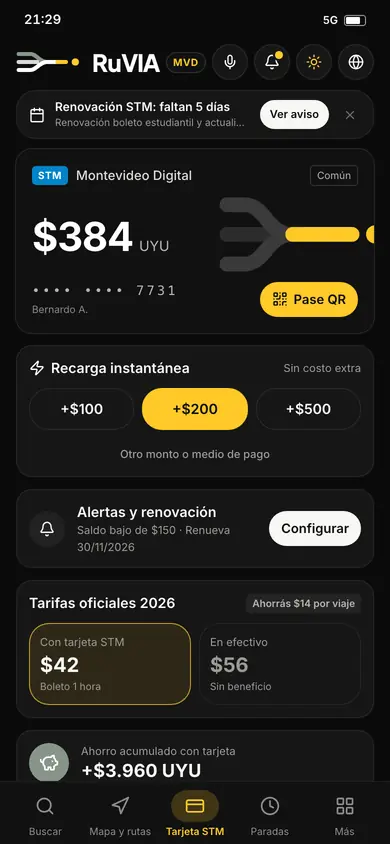 21:29
5G
RuVIA
MVD
Renovación STM: faltan 5 días
Renovación boleto estudiantil y actuali...
Ver aviso
STM
Montevideo Digital
Común
$384 UYU
•••• •••• 7731
Bernardo A.
Pase QR
Recarga instantánea
Sin costo extra
+$100
+$200
+$500
Otro monto o medio de pago
Alertas y renovación
Saldo bajo de $150 · Renueva
30/11/2026
Configurar
Tarifas oficiales 2026
Ahorrás $14 por viaje
Con tarjeta STM
$42
Boleto 1 hora
En efectivo
$56
Sin beneficio
Ahorro acumulado con tarjeta
+$3.960 UYU
Buscar
Mapa y rutas
Tarjeta STM
Paradas
Más